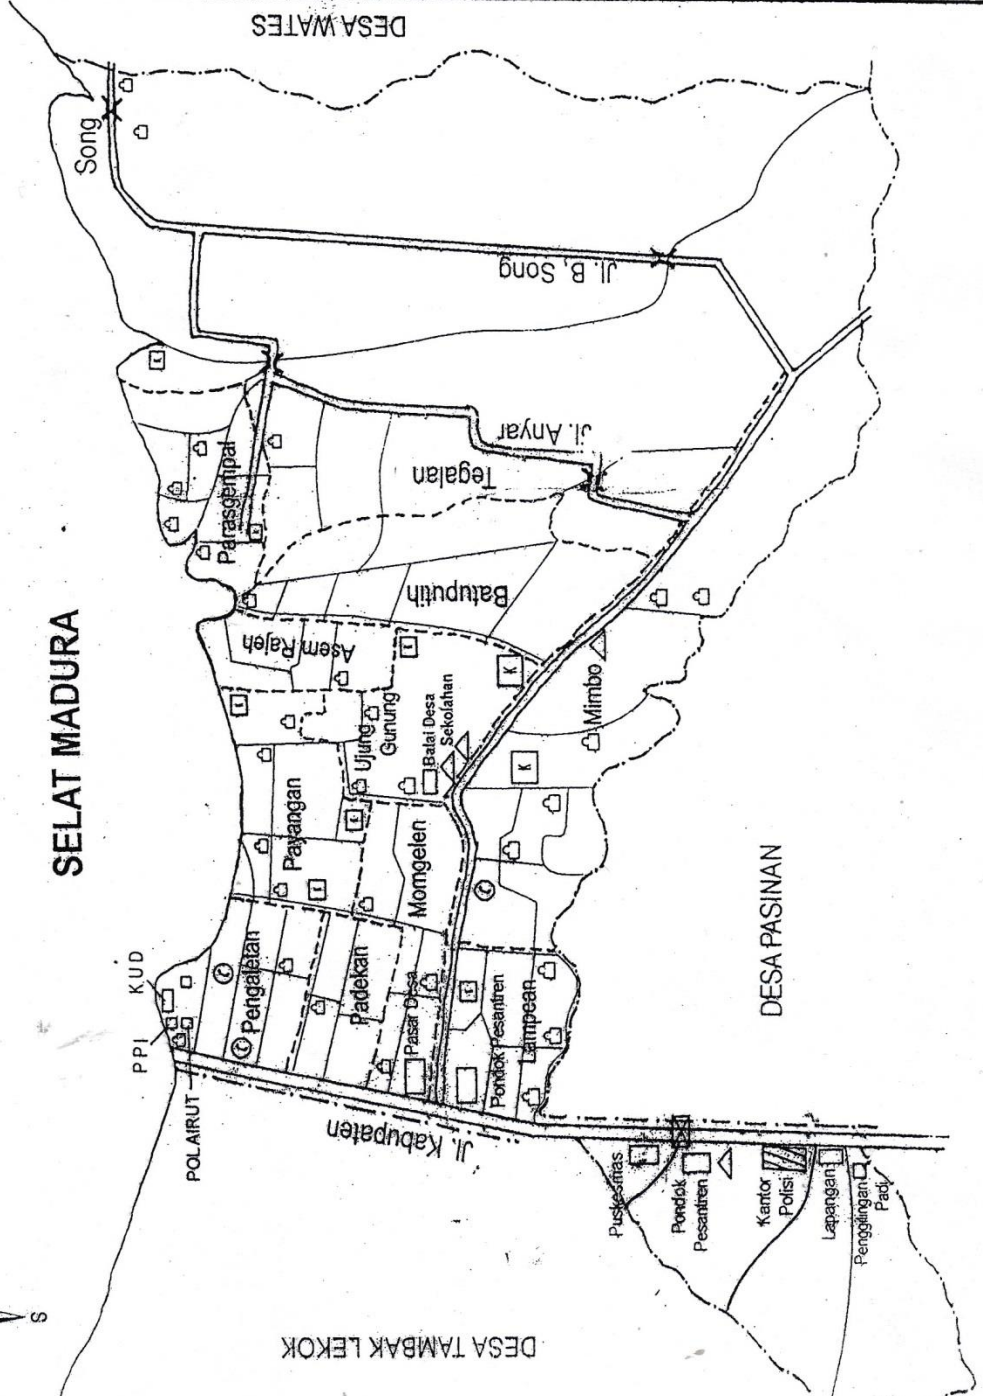 SELAT MADURA
DESA WATES
Song
Jl. B, Song
Jl. Anyar
Tegalan
Parasgempal
Batuputih
Asem Rajeh
Ujung
Gunung
Balai Desa
Sekolahan
Mimbo
K
K
Payangan
Momgelen
Pengaletan
Padekan
Pasar Desa
Pondok Pesantren
Lampean
KUD
PPI
POLAIRUT
Jl. Kabupaten
DESA PASINAN
Puskesmas
Pondok
Pesantren
Kantor
Polisi
Lapangan
Penggilingan
Padi
DESA TAMBAK LEKOK
S